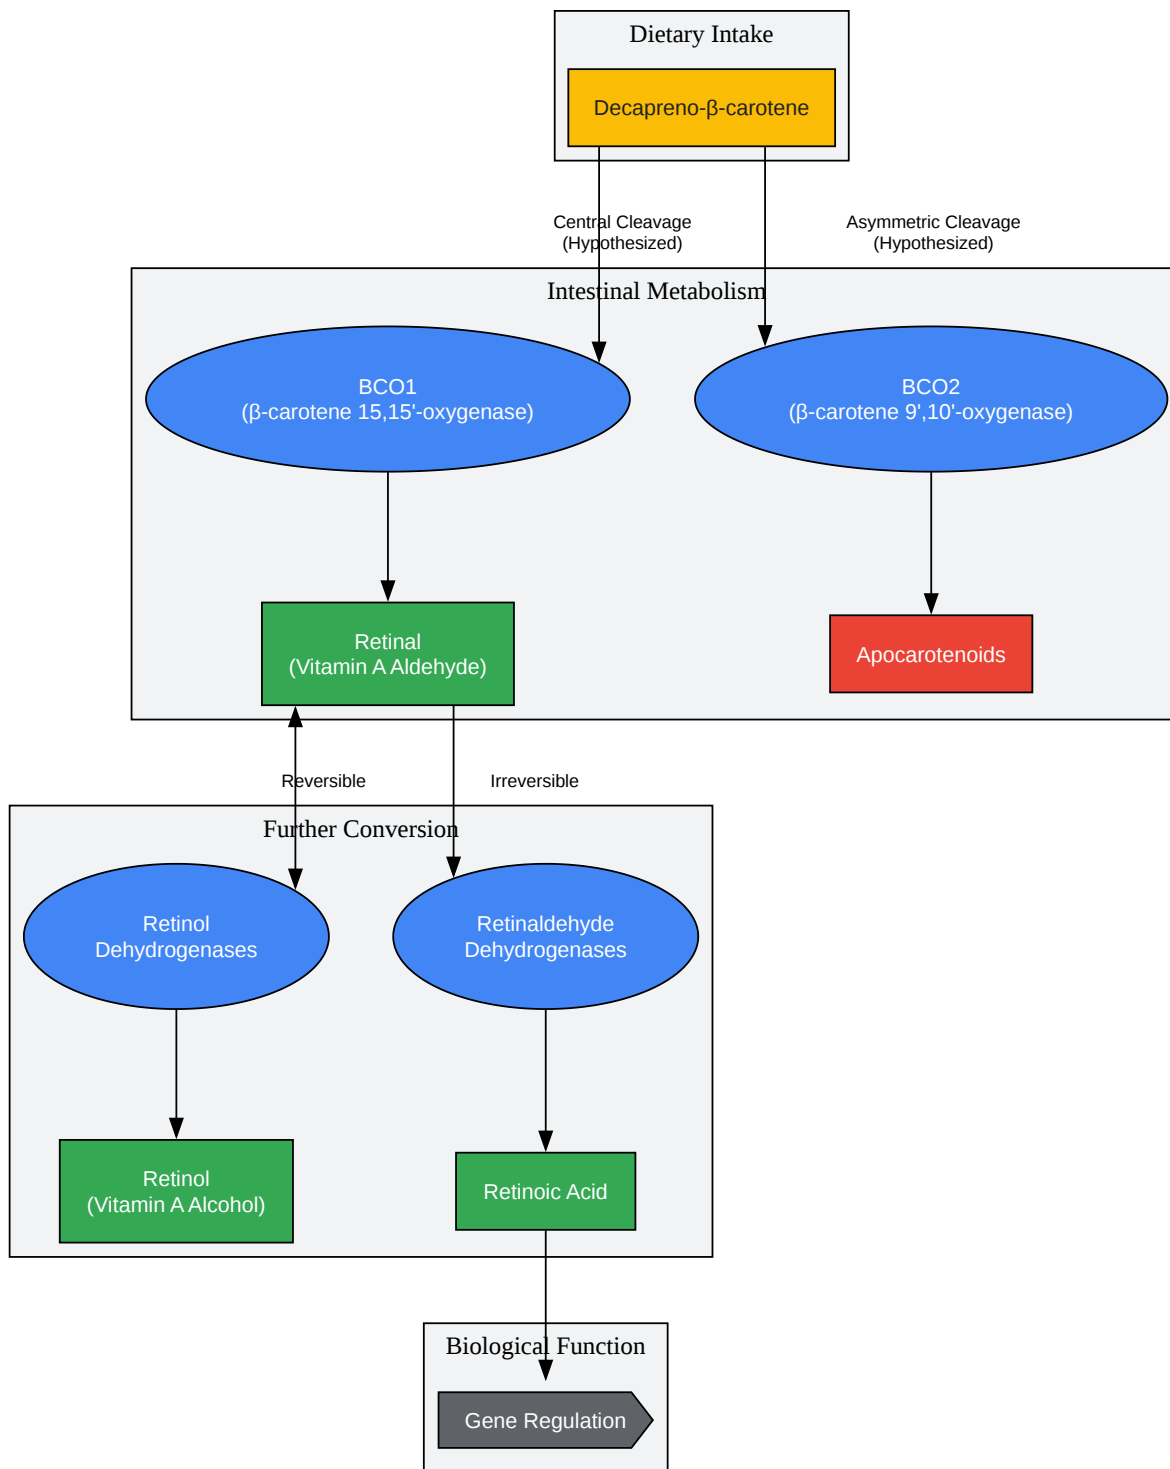 Dietary Intake
Decapreno-β-carotene
Central Cleavage
(Hypothesized)
Asymmetric Cleavage
(Hypothesized)
Intestinal Metabolism
BCO1
(β-carotene 15,15'-oxygenase)
BCO2
(β-carotene 9',10'-oxygenase)
Retinal
(Vitamin A Aldehyde)
Apocarotenoids
Reversible
Irreversible
Further Conversion
Retinol
Dehydrogenases
Retinaldehyde
Dehydrogenases
Retinol
(Vitamin A Alcohol)
Retinoic Acid
Biological Function
Gene Regulation